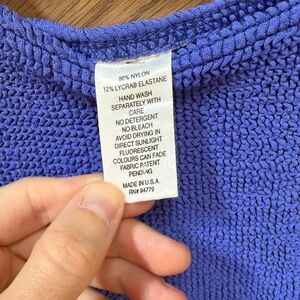 88% NYLON
12% LYCRA® ELASTANE
HAND WASH
SEPARATELY WITH
CARE
NO DETERGENT
NO BLEACH
AVOID DRYING IN
DIRECT SUNLIGHT
FLUORESCENT
COLOURS CAN FADE
FABRIC PATENT
PENDING
MADE IN U.S.A.
RN# 94779